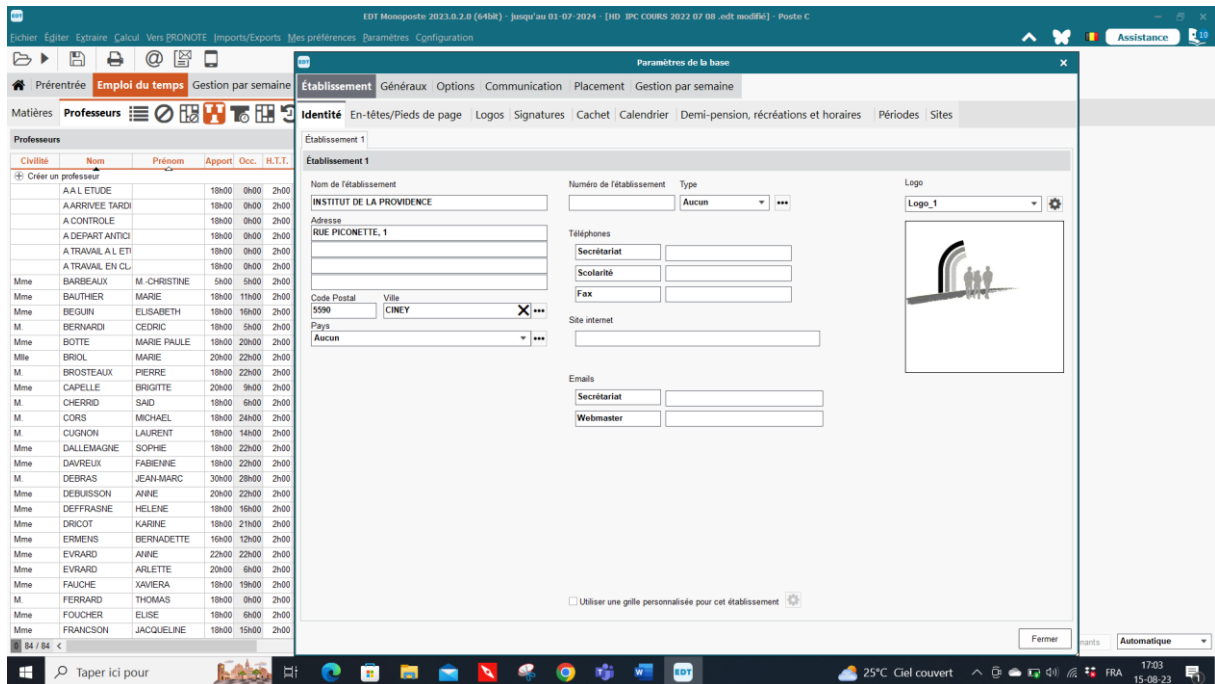 EDT Monoposte 2023.0.2.0 (64bit) - jusqu'au 01-07-2024 - [HD IPC COURS 2022 07 08 .edt modifié] - Poste C
Fichier Éditer Extraire Calcul Vers PRONOTE Imports/Exports Mes préférences Paramètres Configuration
Assistance 10
Paramètres de la base
Prérentrée Emploi du temps Gestion par semaine
Établissement Généraux Options Communication Placement Gestion par semaine
Matières Professeurs
Identité En-têtes/Pieds de page Logos Signatures Cachet Calendrier Demi-pension, récréations et horaires Périodes Sites
Professeurs
Établissement 1
Civilité Nom Prénom Apport Occ. H.T.T.
Établissement 1
Créer un professeur
A A L ETUDE 18h00 0h00 2h00
A ARRIVEE TARDI 18h00 0h00 2h00
A CONTROLE 18h00 0h00 2h00
A DEPART ANTICI 18h00 0h00 2h00
A TRAVAIL A L ETU 18h00 0h00 2h00
A TRAVAIL EN CL 18h00 0h00 2h00
Mme BARBEAUX M.-CHRISTINE 5h00 5h00 2h00
Mme BAUTHIER MARIE 18h00 11h00 2h00
Mme BEGUIN ELISABETH 18h00 16h00 2h00
M. BERNARDI CEDRIC 18h00 5h00 2h00
Mme BOTTE MARIE PAULE 18h00 20h00 2h00
Mlle BRIOL MARIE 20h00 22h00 2h00
M. BROSTEAUX PIERRE 18h00 22h00 2h00
Mme CAPELLE BRIGITTE 20h00 9h00 2h00
M. CHERRID SAID 18h00 6h00 2h00
M. CORS MICHAEL 18h00 24h00 2h00
M. CUGNON LAURENT 18h00 14h00 2h00
Mme DALLEMAGNE SOPHIE 18h00 22h00 2h00
Mme DAVREUX FABIENNE 18h00 22h00 2h00
M. DEBRAS JEAN-MARC 30h00 28h00 2h00
Mme DEBUISSON ANNE 20h00 22h00 2h00
Mme DEFFRASNE HELENE 18h00 16h00 2h00
Mme DRICOT KARINE 18h00 21h00 2h00
Mme ERMENS BERNADETTE 16h00 12h00 2h00
Mme EVRARD ANNE 22h00 22h00 2h00
Mme EVRARD ARLETTE 20h00 6h00 2h00
Mme FAUCHE XAVIERA 18h00 19h00 2h00
M. FERRARD THOMAS 18h00 0h00 2h00
Mme FOUCHER ELISE 18h00 6h00 2h00
Mme FRANCSON JACQUELINE 18h00 15h00 2h00
0 84 / 84 <
Nom de l'établissement
INSTITUT DE LA PROVIDENCE
Adresse
RUE PICONETTE, 1
Code Postal Ville
5590 CINEY
Pays
Aucun
Numéro de l'établissement Type
Aucun
Téléphones
Secrétariat
Scolarité
Fax
Site internet
Emails
Secrétariat
Webmaster
Utiliser une grille personnalisée pour cet établissement
Logo
Logo_1
Fermer
nants Automatique
Taper ici pour
EDT
25°C Ciel couvert FRA 17:03
15-08-23